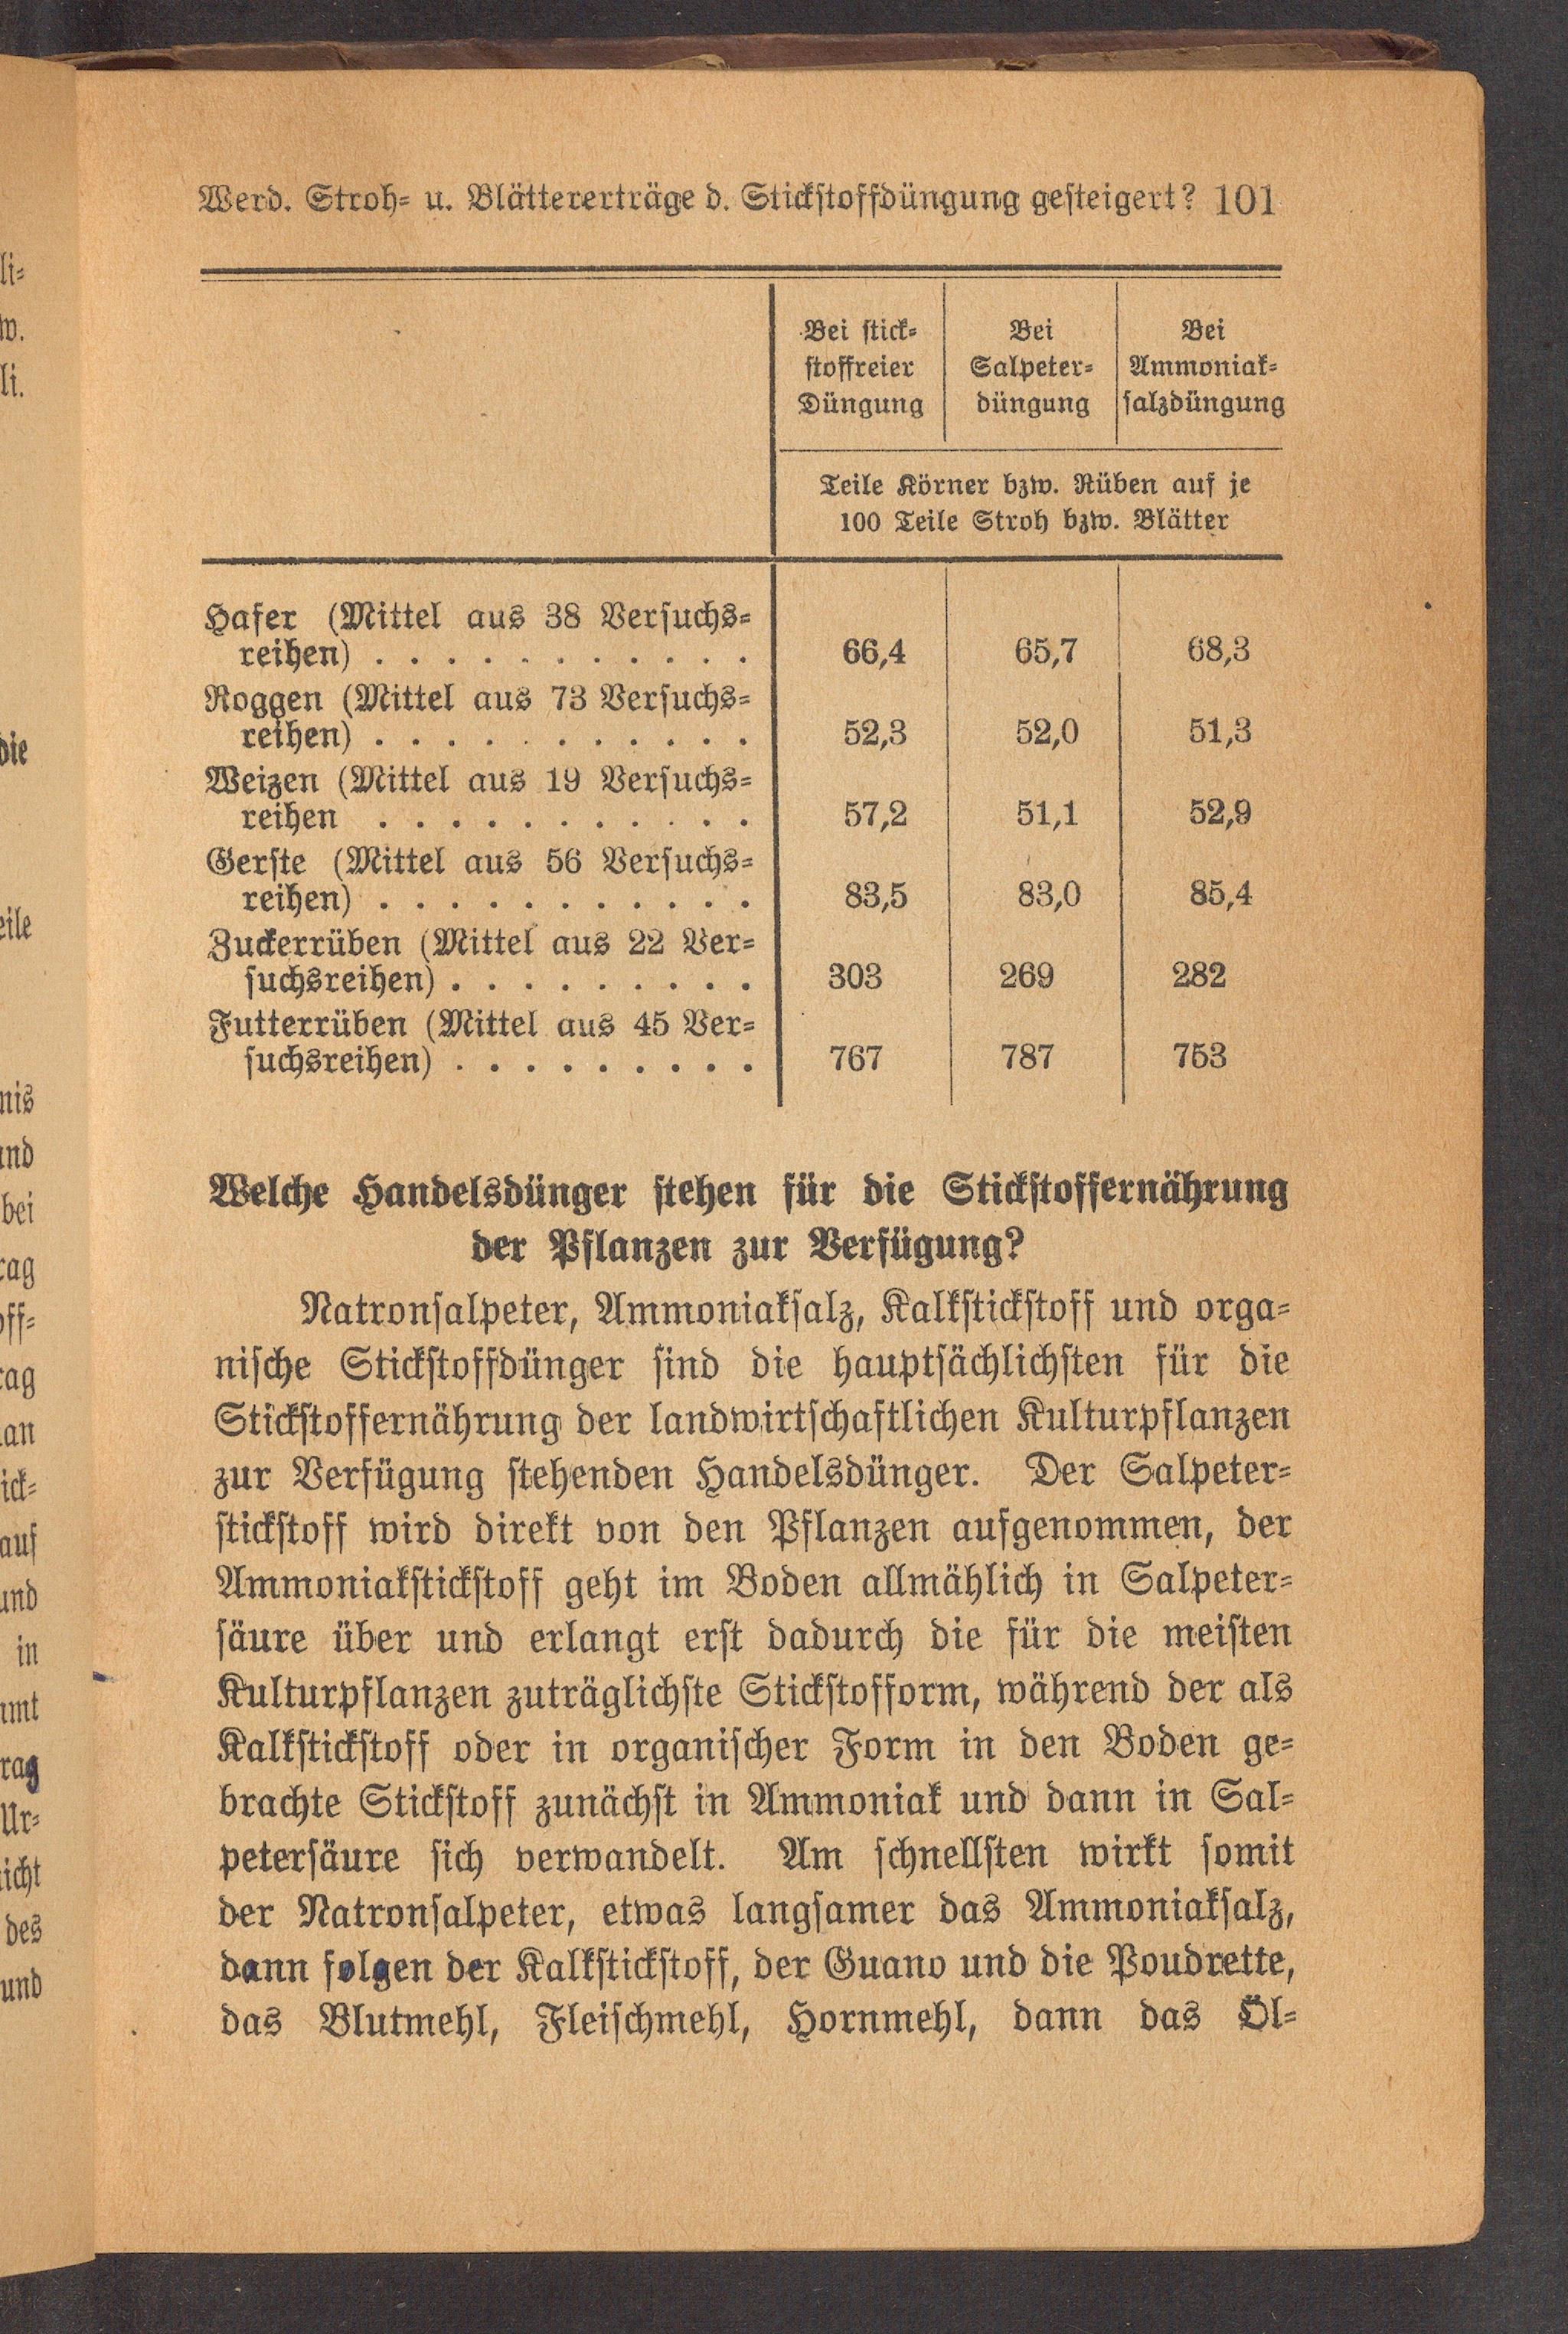 Werd. Stroh- u. Blättererträge d. Stickstoffdüngung gesteigert? 101
Bei stick-
stoffreier
Düngung
Bei
Salpeter-
düngung
Bei
Ammoniak-
salzdüngung
Teile Körner bzw. Rüben auf je
100 Teile Stroh bzw. Blätter
Hafer (Mittel aus 38 Versuchs-
reihen) . . . . . . . . . . . 66,4 65,7 68,3
Roggen (Mittel aus 73 Versuchs-
reihen) . . . . . . . . . . . 52,3 52,0 51,3
Weizen (Mittel aus 19 Versuchs-
reihen . . . . . . . . . . . 57,2 51,1 52,9
Gerste (Mittel aus 56 Versuchs-
reihen) . . . . . . . . . . . 83,5 83,0 85,4
Zuckerrüben (Mittel aus 22 Ver-
suchsreihen) . . . . . . . . . 303 269 282
Futterrüben (Mittel aus 45 Ver-
suchsreihen) . . . . . . . . . 767 787 753
Welche Handelsdünger stehen für die Stickstoffernährung
der Pflanzen zur Verfügung?
Natronsalpeter, Ammoniaksalz, Kalkstickstoff und orga-
nische Stickstoffdünger sind die hauptsächlichsten für die
Stickstoffernährung der landwirtschaftlichen Kulturpflanzen
zur Verfügung stehenden Handelsdünger. Der Salpeter-
stickstoff wird direkt von den Pflanzen aufgenommen, der
Ammoniakstickstoff geht im Boden allmählich in Salpeter-
säure über und erlangt erst dadurch die für die meisten
Kulturpflanzen zuträglichste Stickstofform, während der als
Kalkstickstoff oder in organischer Form in den Boden ge-
brachte Stickstoff zunächst in Ammoniak und dann in Sal-
petersäure sich verwandelt. Am schnellsten wirkt somit
der Natronsalpeter, etwas langsamer das Ammoniaksalz,
dann folgen der Kalkstickstoff, der Guano und die Poudrette,
das Blutmehl, Fleischmehl, Hornmehl, dann das Öl-